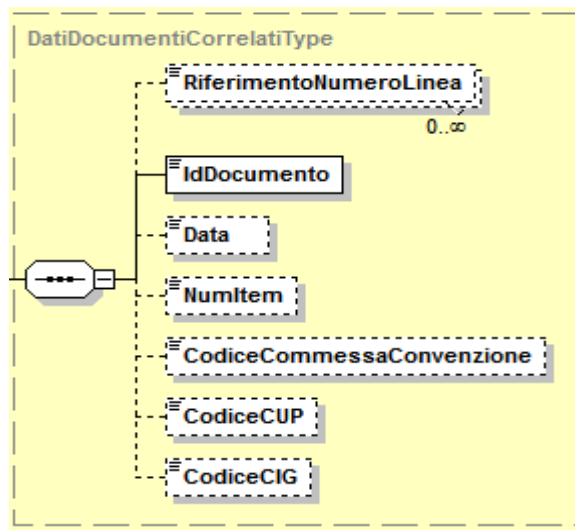 DatiDocumentiCorrelatiType
RiferimentoNumeroLinea
0..∞
IdDocumento
Data
NumItem
CodiceCommessaConvenzione
CodiceCUP
CodiceCIG